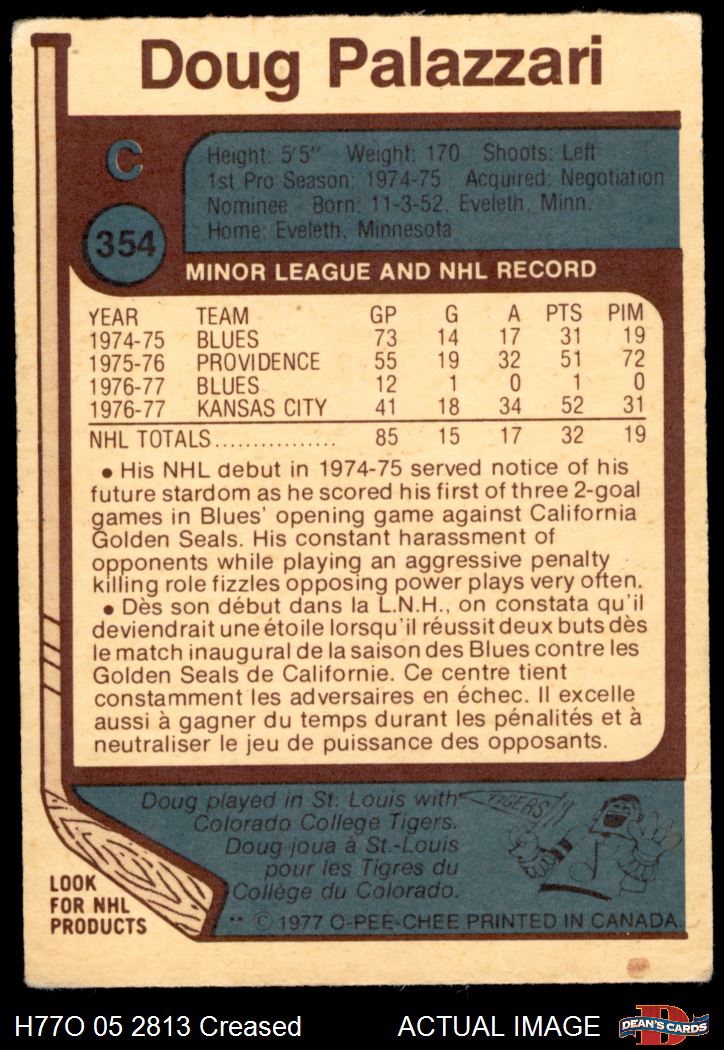 Doug Palazzari
C
Height: 5'5" Weight: 170 Shoots: Left
1st Pro Season: 1974-75 Acquired: Negotiation
Nominee Born: 11-3-52, Eveleth, Minn.
Home: Eveleth, Minnesota
354
MINOR LEAGUE AND NHL RECORD
YEAR TEAM GP G A PTS PIM
1974-75 BLUES 73 14 17 31 19
1975-76 PROVIDENCE 55 19 32 51 72
1976-77 BLUES 12 1 0 1 0
1976-77 KANSAS CITY 41 18 34 52 31
NHL TOTALS................ 85 15 17 32 19
• His NHL debut in 1974-75 served notice of his
future stardom as he scored his first of three 2-goal
games in Blues' opening game against California
Golden Seals. His constant harassment of
opponents while playing an aggressive penalty
killing role fizzles opposing power plays very often.
• Dès son début dans la L.N.H., on constata qu'il
deviendrait une étoile lorsqu'il réussit deux buts dès
le match inaugural de la saison des Blues contre les
Golden Seals de Californie. Ce centre tient
constamment les adversaires en échec. Il excelle
aussi à gagner du temps durant les pénalités et à
neutraliser le jeu de puissance des opposants.
Doug played in St. Louis with
Colorado College Tigers.
Doug joua à St.-Louis
pour les Tigres du
Collège du Colorado.
TIGERS!!
LOOK
FOR NHL
PRODUCTS
** © 1977 O-PEE-CHEE PRINTED IN CANADA
H77O 05 2813 Creased ACTUAL IMAGE
D
DEAN'S CARDS